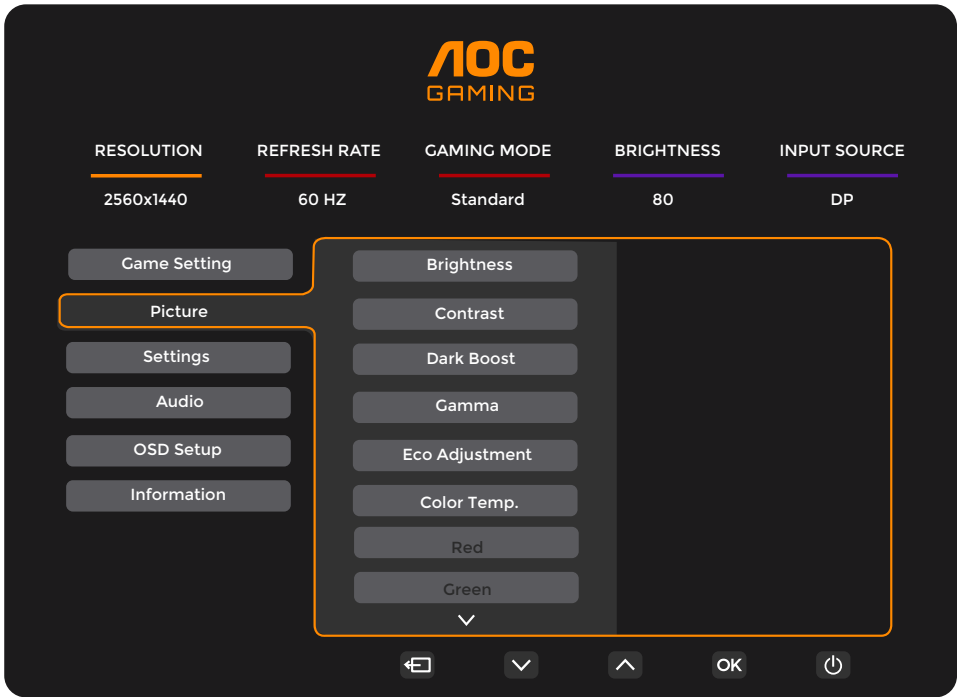 AOC
GAMING
RESOLUTION REFRESH RATE GAMING MODE BRIGHTNESS INPUT SOURCE
2560x1440 60 HZ Standard 80 DP
Game Setting
Picture
Settings
Audio
OSD Setup
Information
Brightness
Contrast
Dark Boost
Gamma
Eco Adjustment
Color Temp.
Red
Green
OK